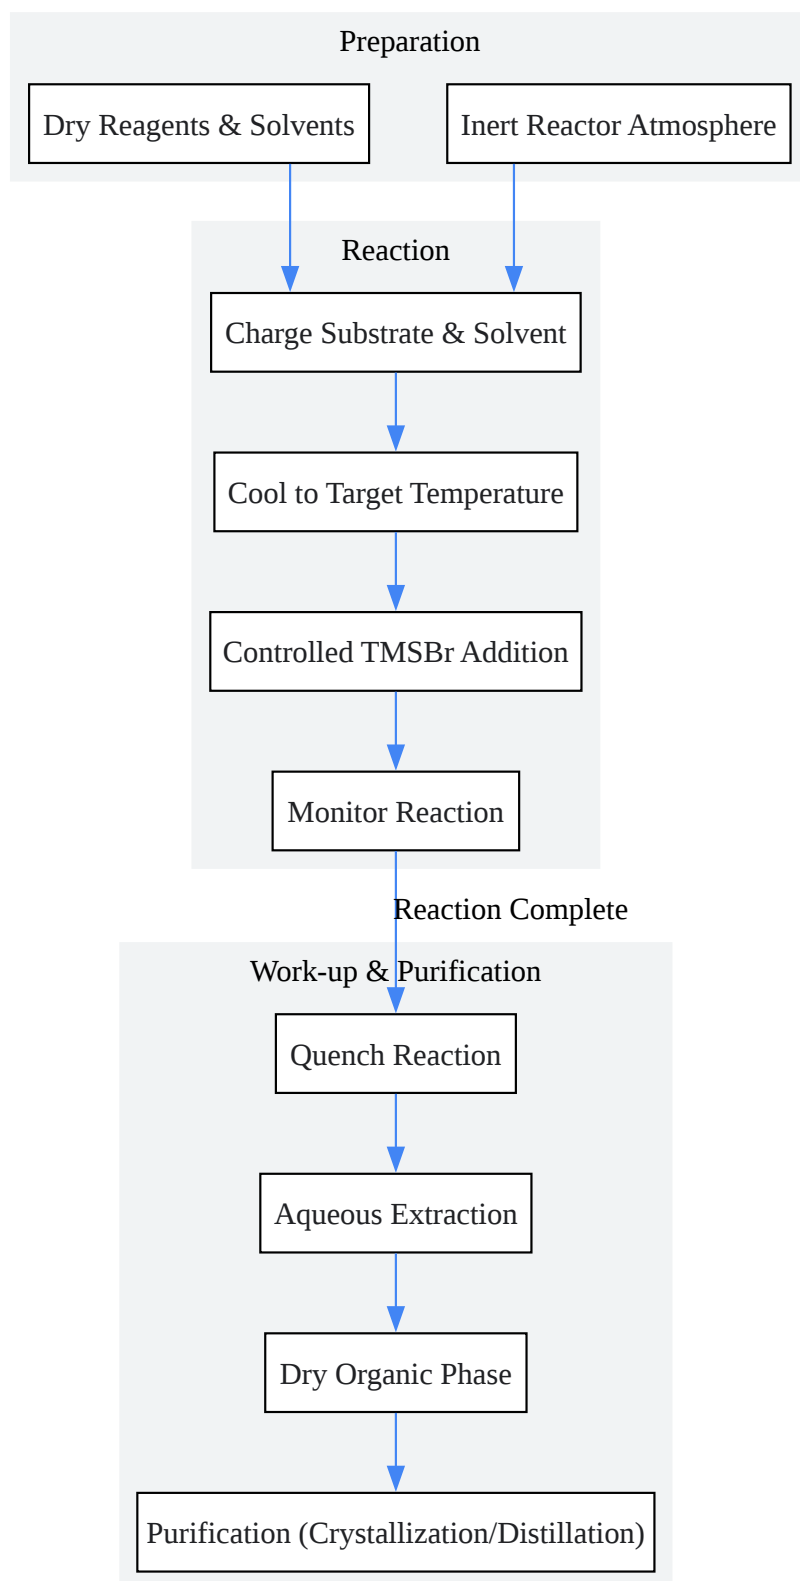 Preparation
Dry Reagents & Solvents
Inert Reactor Atmosphere
Reaction
Charge Substrate & Solvent
Cool to Target Temperature
Controlled TMSBr Addition
Monitor Reaction
Reaction Complete
Work-up & Purification
Quench Reaction
Aqueous Extraction
Dry Organic Phase
Purification (Crystallization/Distillation)